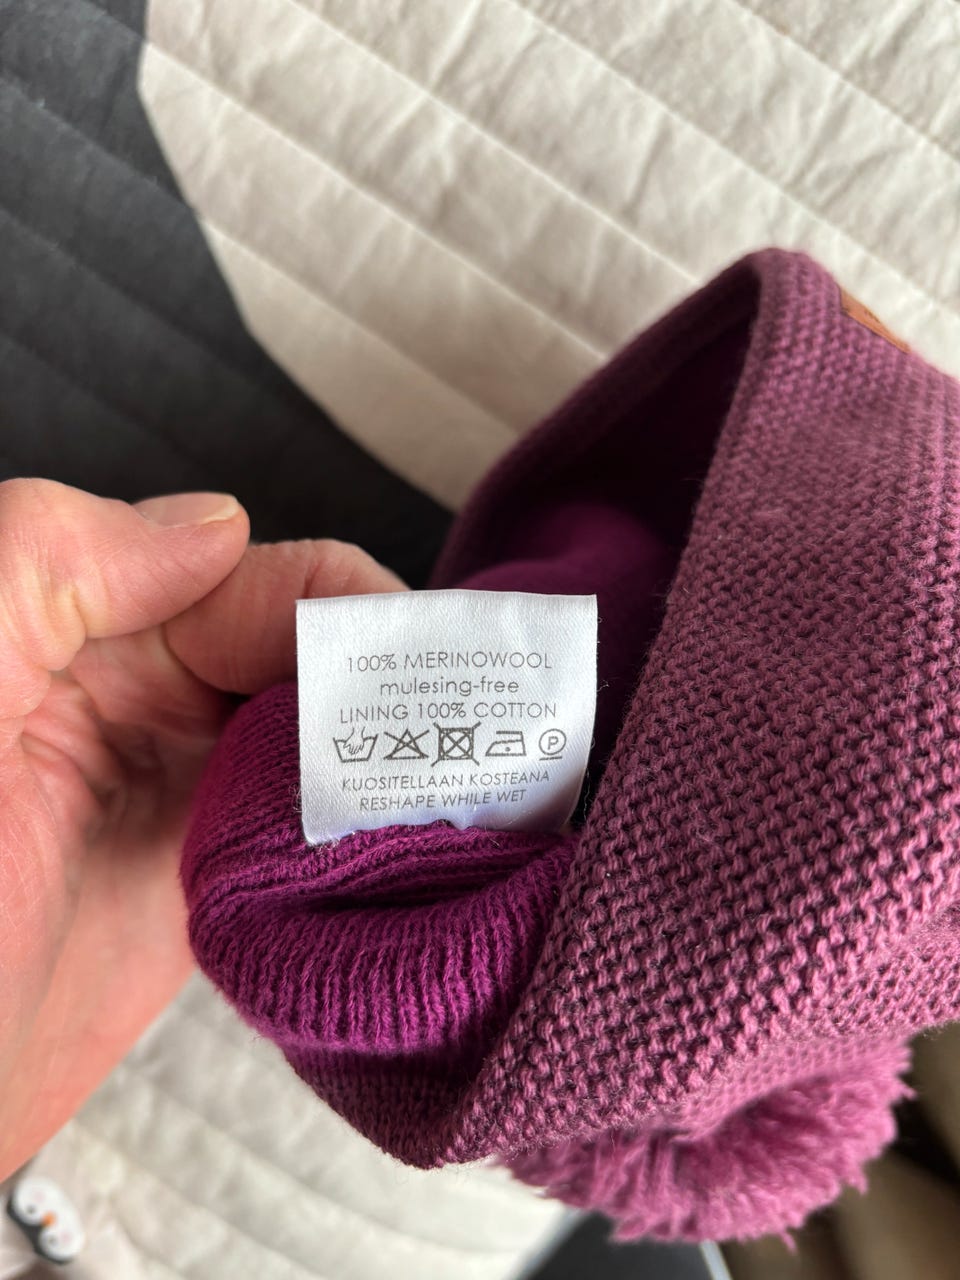 100% MERINOWOOL
mulesing-free
LINING 100% COTTON
P
KUOSITELLAAN KOSTEANA
RESHAPE WHILE WET